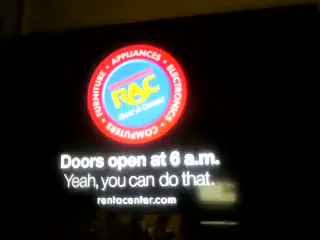 APPLIANCES • ELECTRONICS • COMPUTERS • FURNITURE
RAC
Rent-A-Center
Doors open at 6 a.m.
Yeah, you can do that.
rentacenter.com